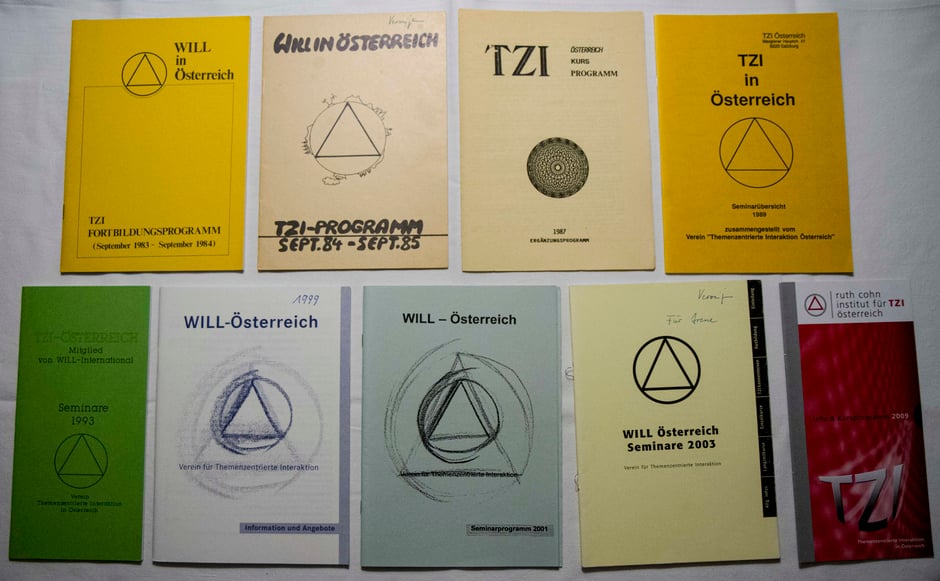 WILL
in
Österreich
TZI
FORTBILDUNGSPROGRAMM
(September 1983 - September 1984)
WILL IN ÖSTERREICH
TZI-PROGRAMM
SEPT. 84 - SEPT. 85
TZI
ÖSTERREICH
KURS
PROGRAMM
1987
ERGÄNZUNGSPROGRAMM
TZI Österreich
5020 Salzburg
TZI
in
Österreich
Seminarübersicht
1989
zusammengestellt vom
Verein "Themenzentrierte Interaktion Österreich"
TZI-ÖSTERREICH
Mitglied
von WILL-International
Seminare
1993
Verein
Themenzentrierte Interaktion
in Österreich
1999
WILL-Österreich
Verein für Themenzentrierte Interaktion
Information und Angebote
WILL – Österreich
Verein für Themenzentrierte Interaktion
Seminarprogramm 2001
Für Arene
WILL Österreich
Seminare 2003
Verein für Themenzentrierte Interaktion
ruth cohn
institut für TZI
österreich
2009
TZI
Themenzentrierte Interaktion
in Österreich